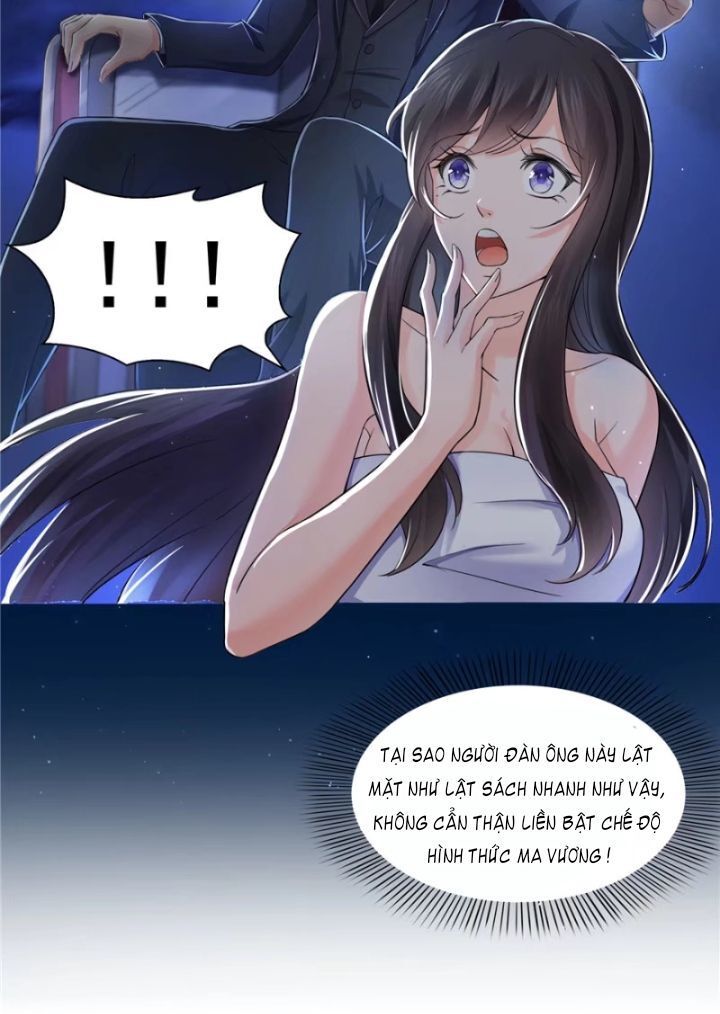 !!!
TẠI SAO NGƯỜI ĐÀN ÔNG NÀY LẬT
MẶT NHƯ LẬT SÁCH NHANH NHƯ VẬY,
KHÔNG CẨN THẬN LIỀN BẬT CHẾ ĐỘ
HÌNH THỨC MA VƯƠNG!